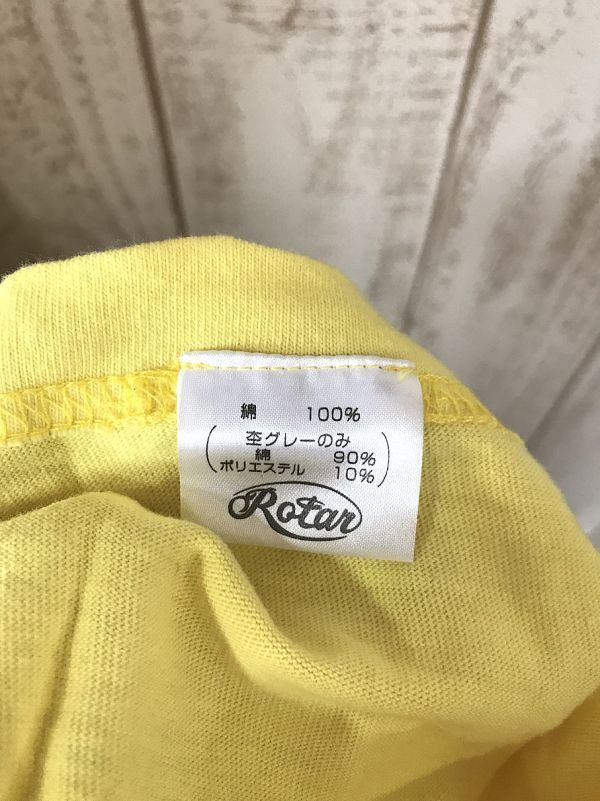 綿 100%
(杢グレーのみ
綿 90%
ポリエステル 10%)
Rotar